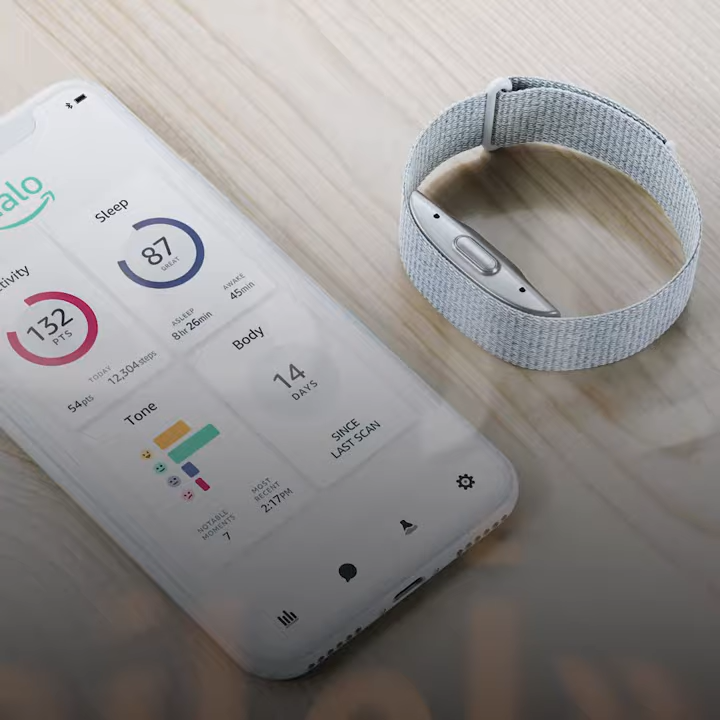 alo
Sleep
87
GREAT
ASLEEP
8hr 26min
AWAKE
45min
tivity
132
PTS
TODAY
54pts
12,304 steps
Body
14
DAYS
SINCE
LAST SCAN
Tone
NOTABLE
MOMENTS
7
MOST
RECENT
2:17PM